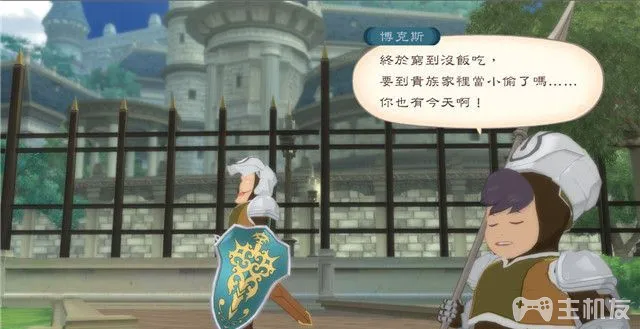 博克斯
終於窮到沒飯吃，
要到貴族家裡當小偷了嗎……
你也有今天啊！
主机友